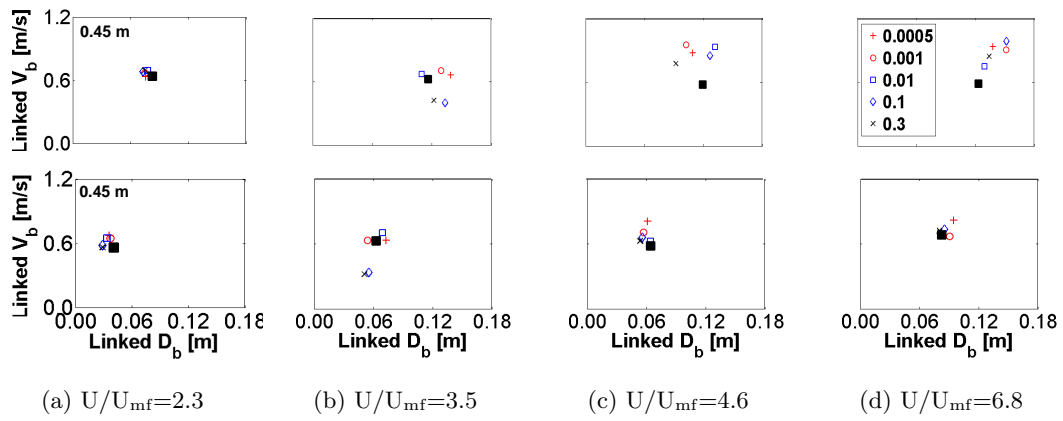 Linked V_b [m/s]
1.2
0.6
0.0
0.45 m
0.0005
0.001
0.01
0.1
0.3
Linked V_b [m/s]
1.2
0.6
0.0
0.45 m
0.00 0.06 0.12 0.18
0.00 0.06 0.12 0.18
0.00 0.06 0.12 0.18
0.00 0.06 0.12 0.18
Linked D_b [m]
Linked D_b [m]
Linked D_b [m]
Linked D_b [m]
(a) U/U_mf=2.3
(b) U/U_mf=3.5
(c) U/U_mf=4.6
(d) U/U_mf=6.8